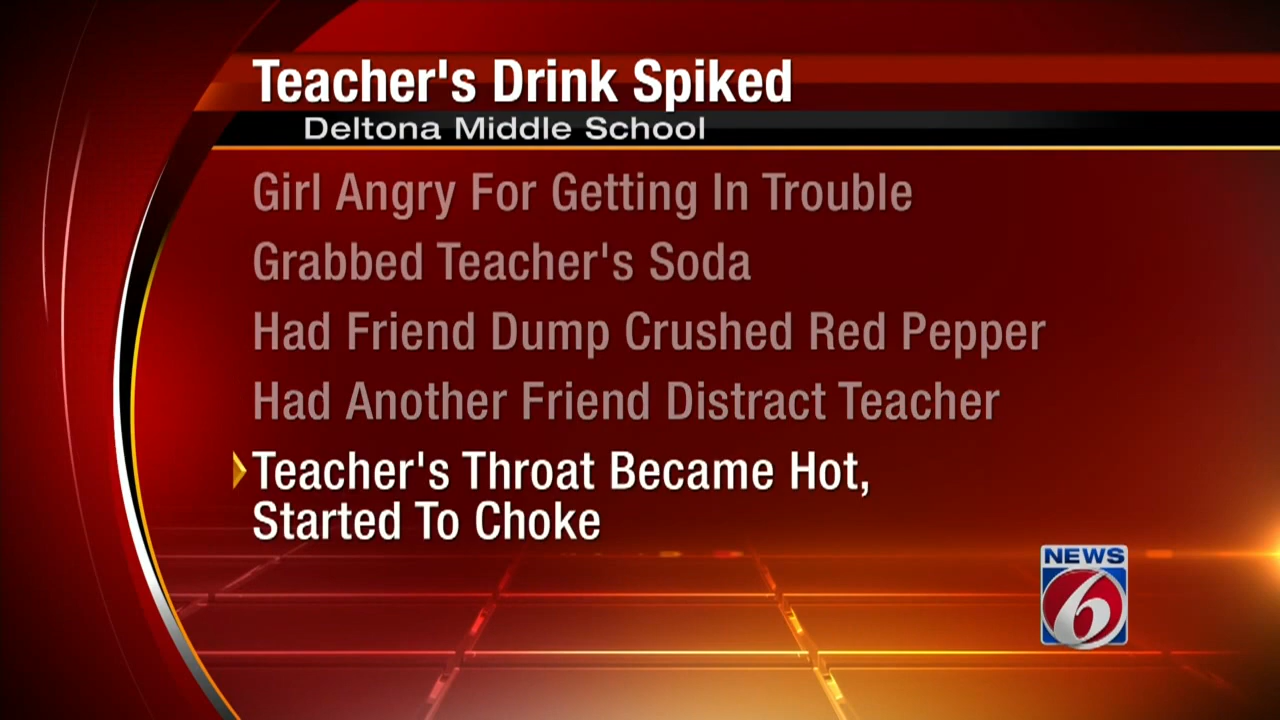 Teacher's Drink Spiked
Deltona Middle School
Girl Angry For Getting In Trouble
Grabbed Teacher's Soda
Had Friend Dump Crushed Red Pepper
Had Another Friend Distract Teacher
Teacher's Throat Became Hot,
Started To Choke
NEWS
6